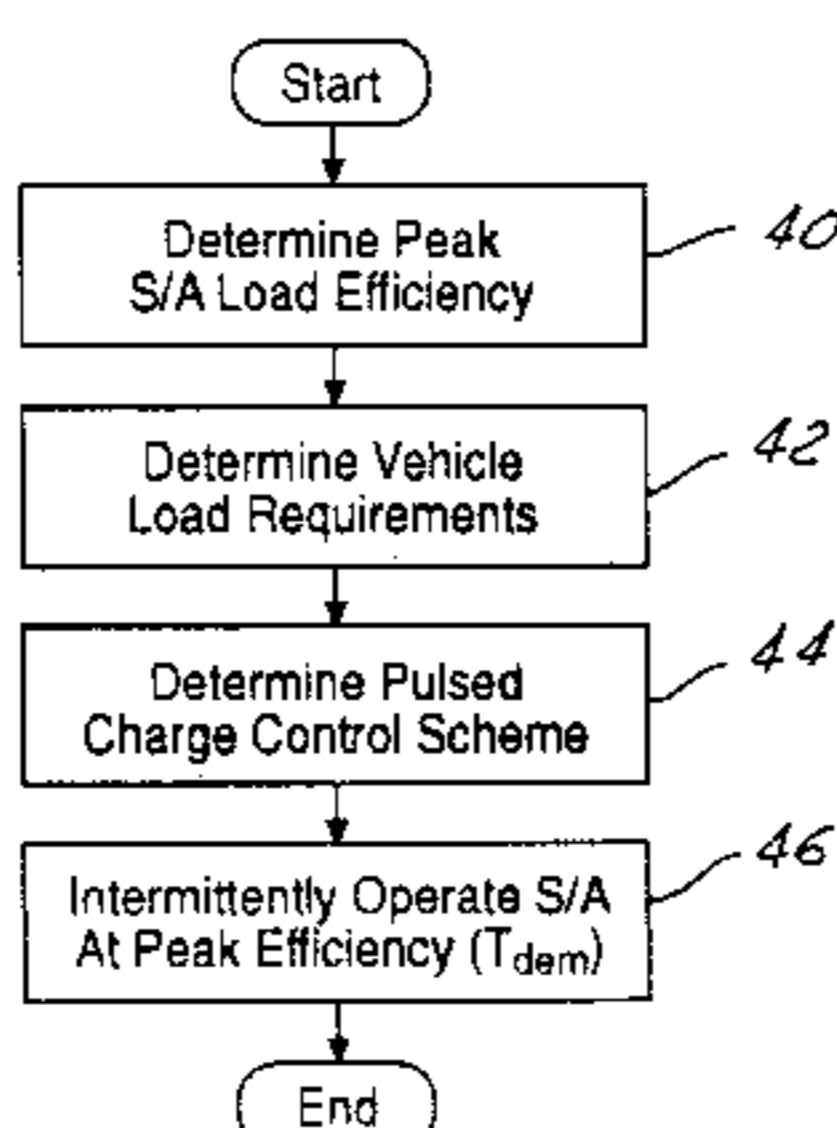 Start
Determine Peak
S/A Load Efficiency
40
Determine Vehicle
Load Requirements
42
Determine Pulsed
Charge Control Scheme
44
Intermittently Operate S/A
At Peak Efficiency (Tdem)
46
End